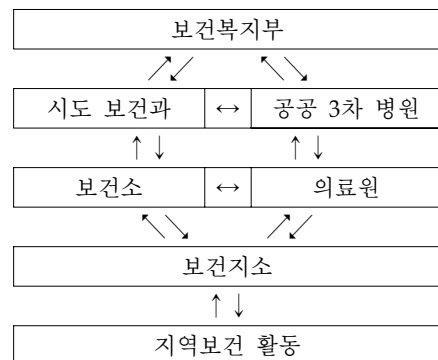 보건복지부
시도 보건과 ↔ 공공 3차 병원
보건소 ↔ 의료원
보건지소
지역보건 활동